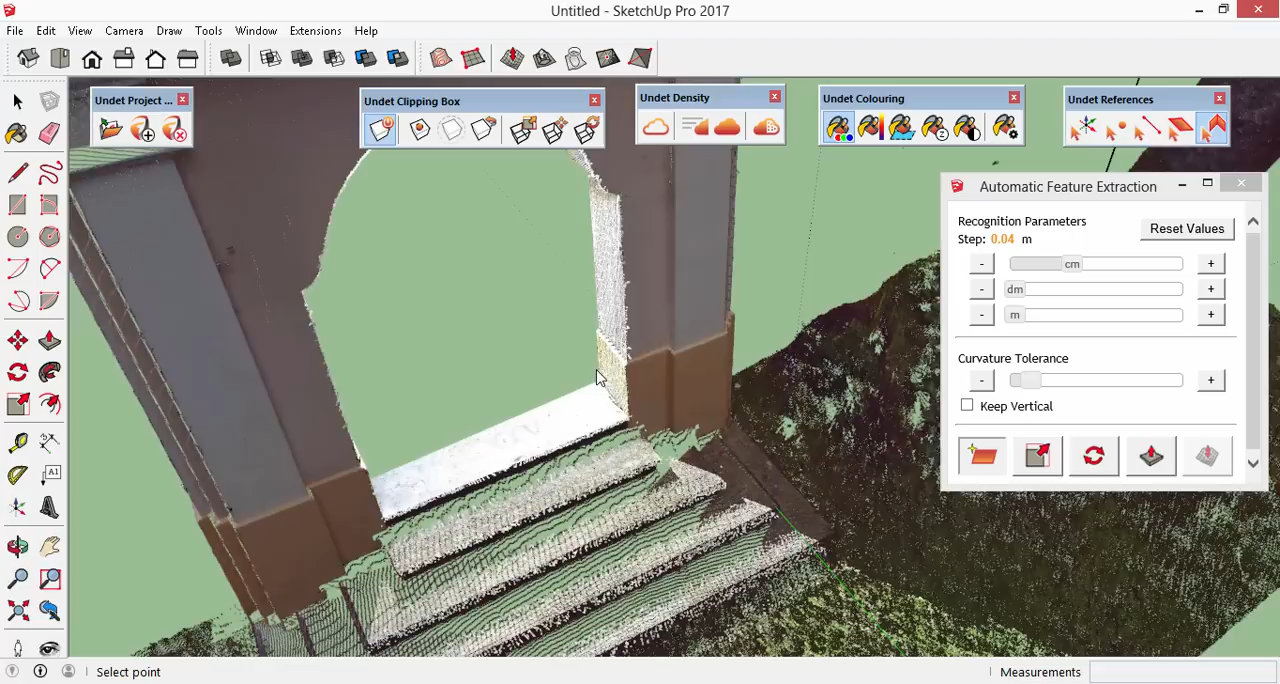 Untitled - SketchUp Pro 2017
File Edit View Camera Draw Tools Window Extensions Help
Undet Project ...
Undet Clipping Box
Undet Density
Undet Colouring
Undet References
Automatic Feature Extraction
Recognition Parameters
Step: 0.04 m
Reset Values
- cm +
- dm +
- m +
Curvature Tolerance
- +
Keep Vertical
A1
Select point
Measurements